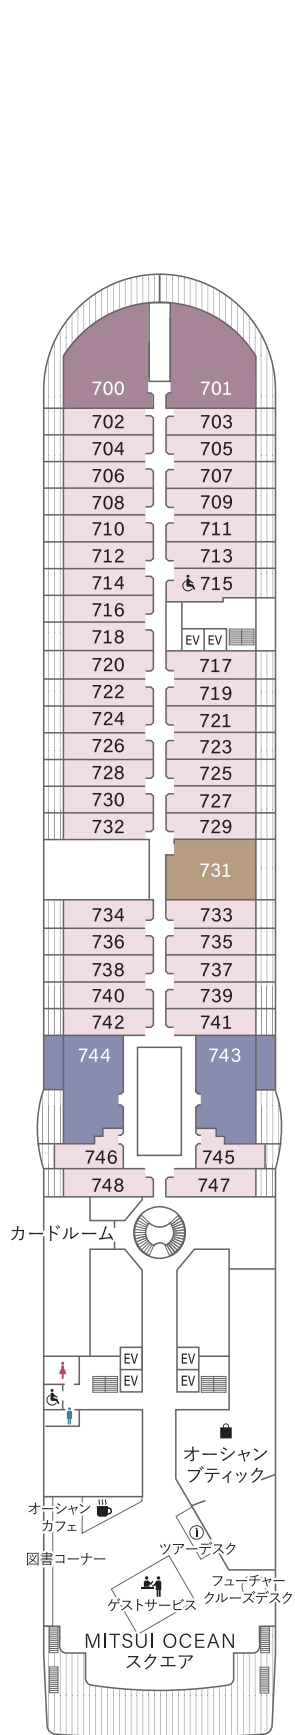 700 701
702 703
704 705
706 707
708 709
710 711
712 713
714 715
716
718 EV EV
720 717
722 719
724 721
726 723
728 725
730 727
732 729
731
734 733
736 735
738 737
740 739
742 741
744 743
746 745
748 747
カードルーム
EV EV
EV EV
オーシャン
ブティック
オーシャン
カフェ
ツアーデスク
図書コーナー
フューチャー
クルーズデスク
ゲストサービス
MITSUI OCEAN
スクエア